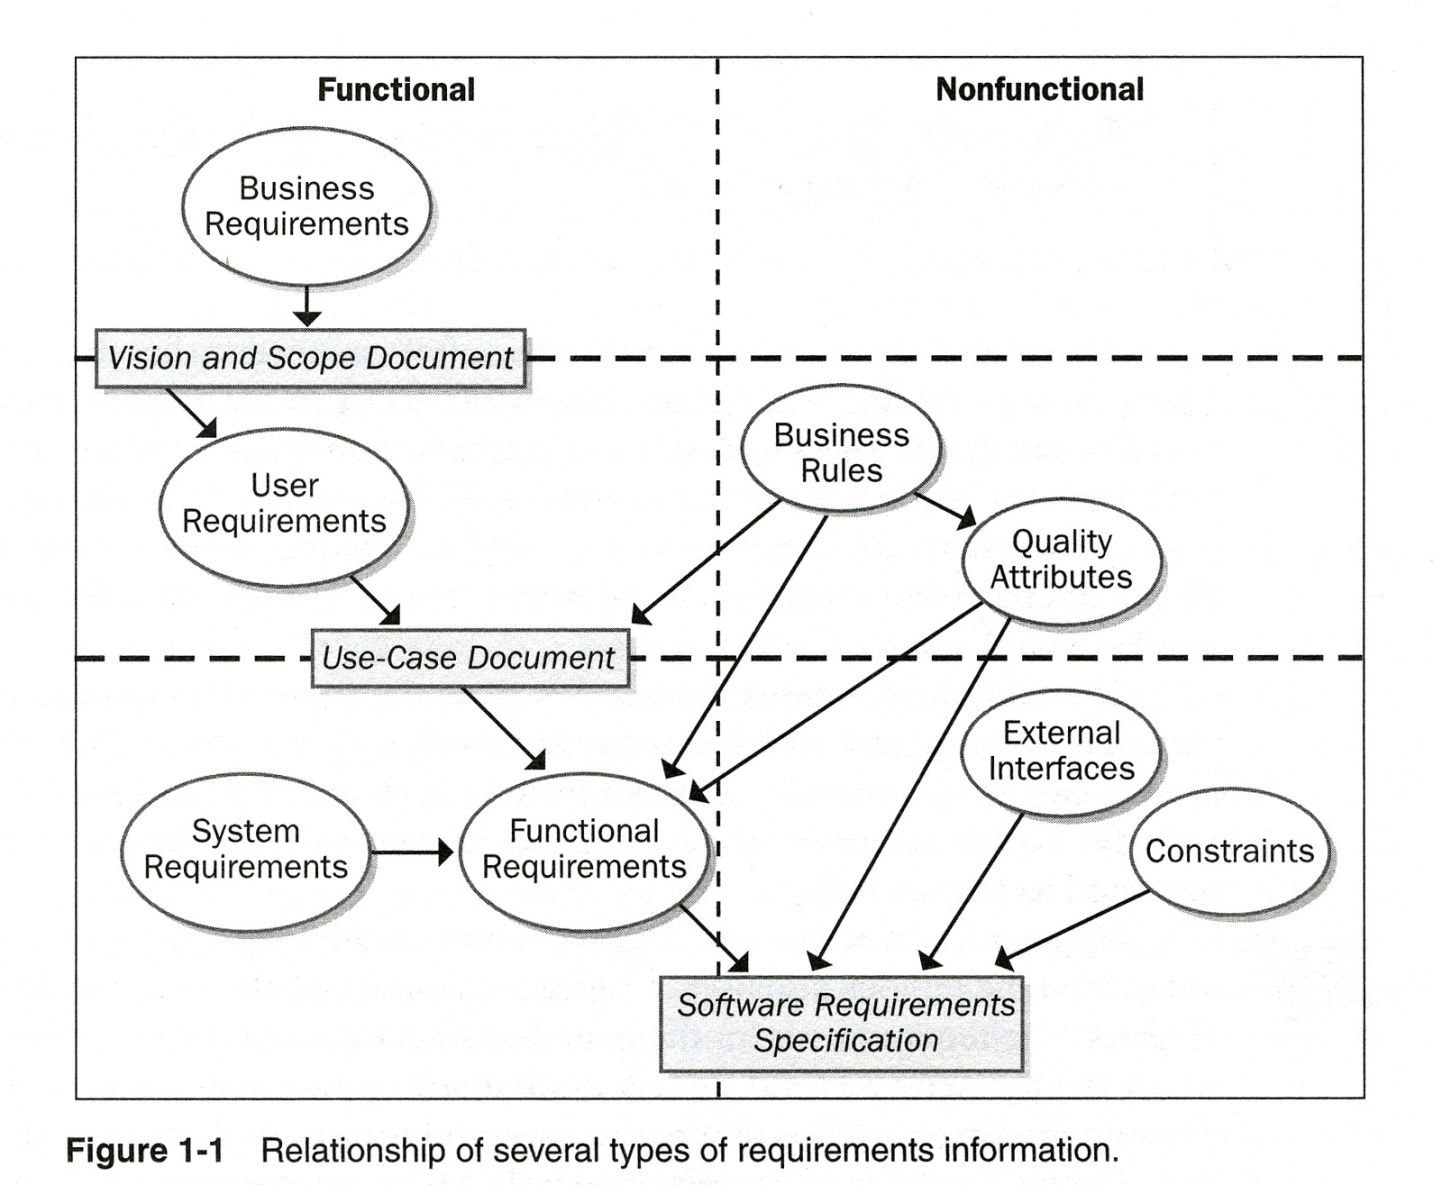 Functional
Nonfunctional
Business
Requirements
Vision and Scope Document
User
Requirements
Business
Rules
Quality
Attributes
Use-Case Document
External
Interfaces
System
Requirements
Functional
Requirements
Constraints
Software Requirements
Specification
Figure 1-1 Relationship of several types of requirements information.